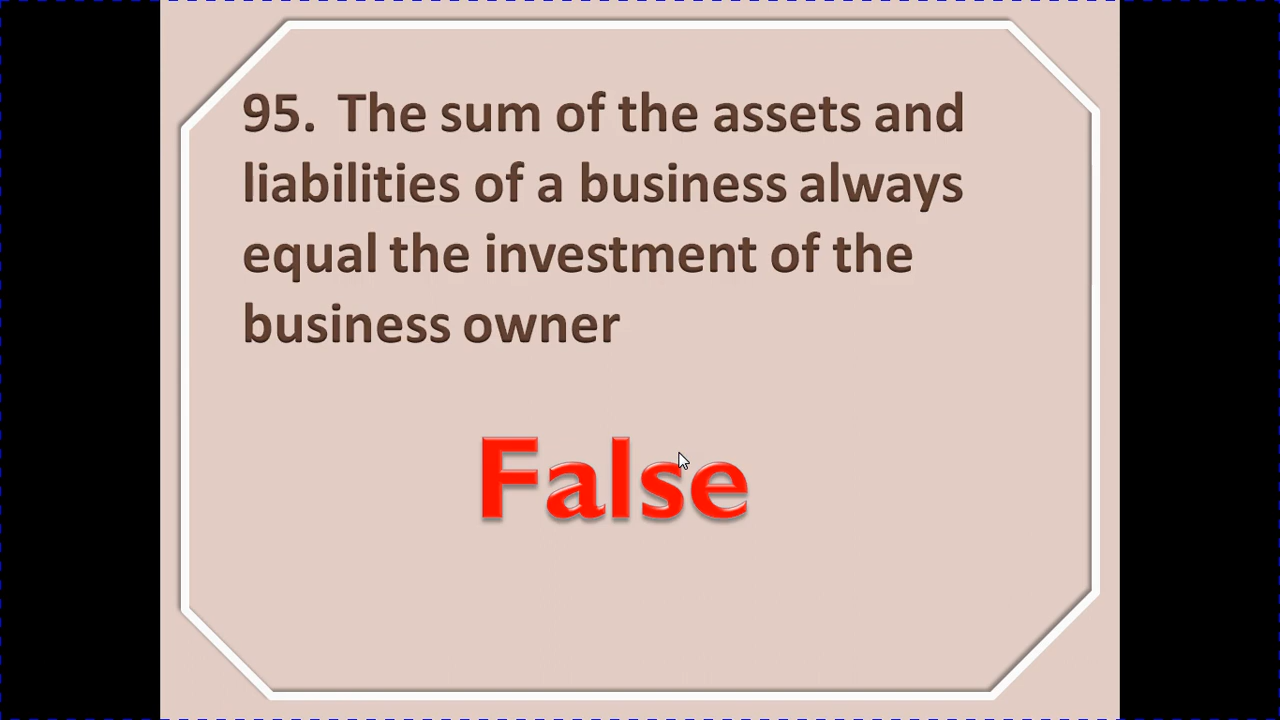 95. The sum of the assets and
liabilities of a business always
equal the investment of the
business owner
False